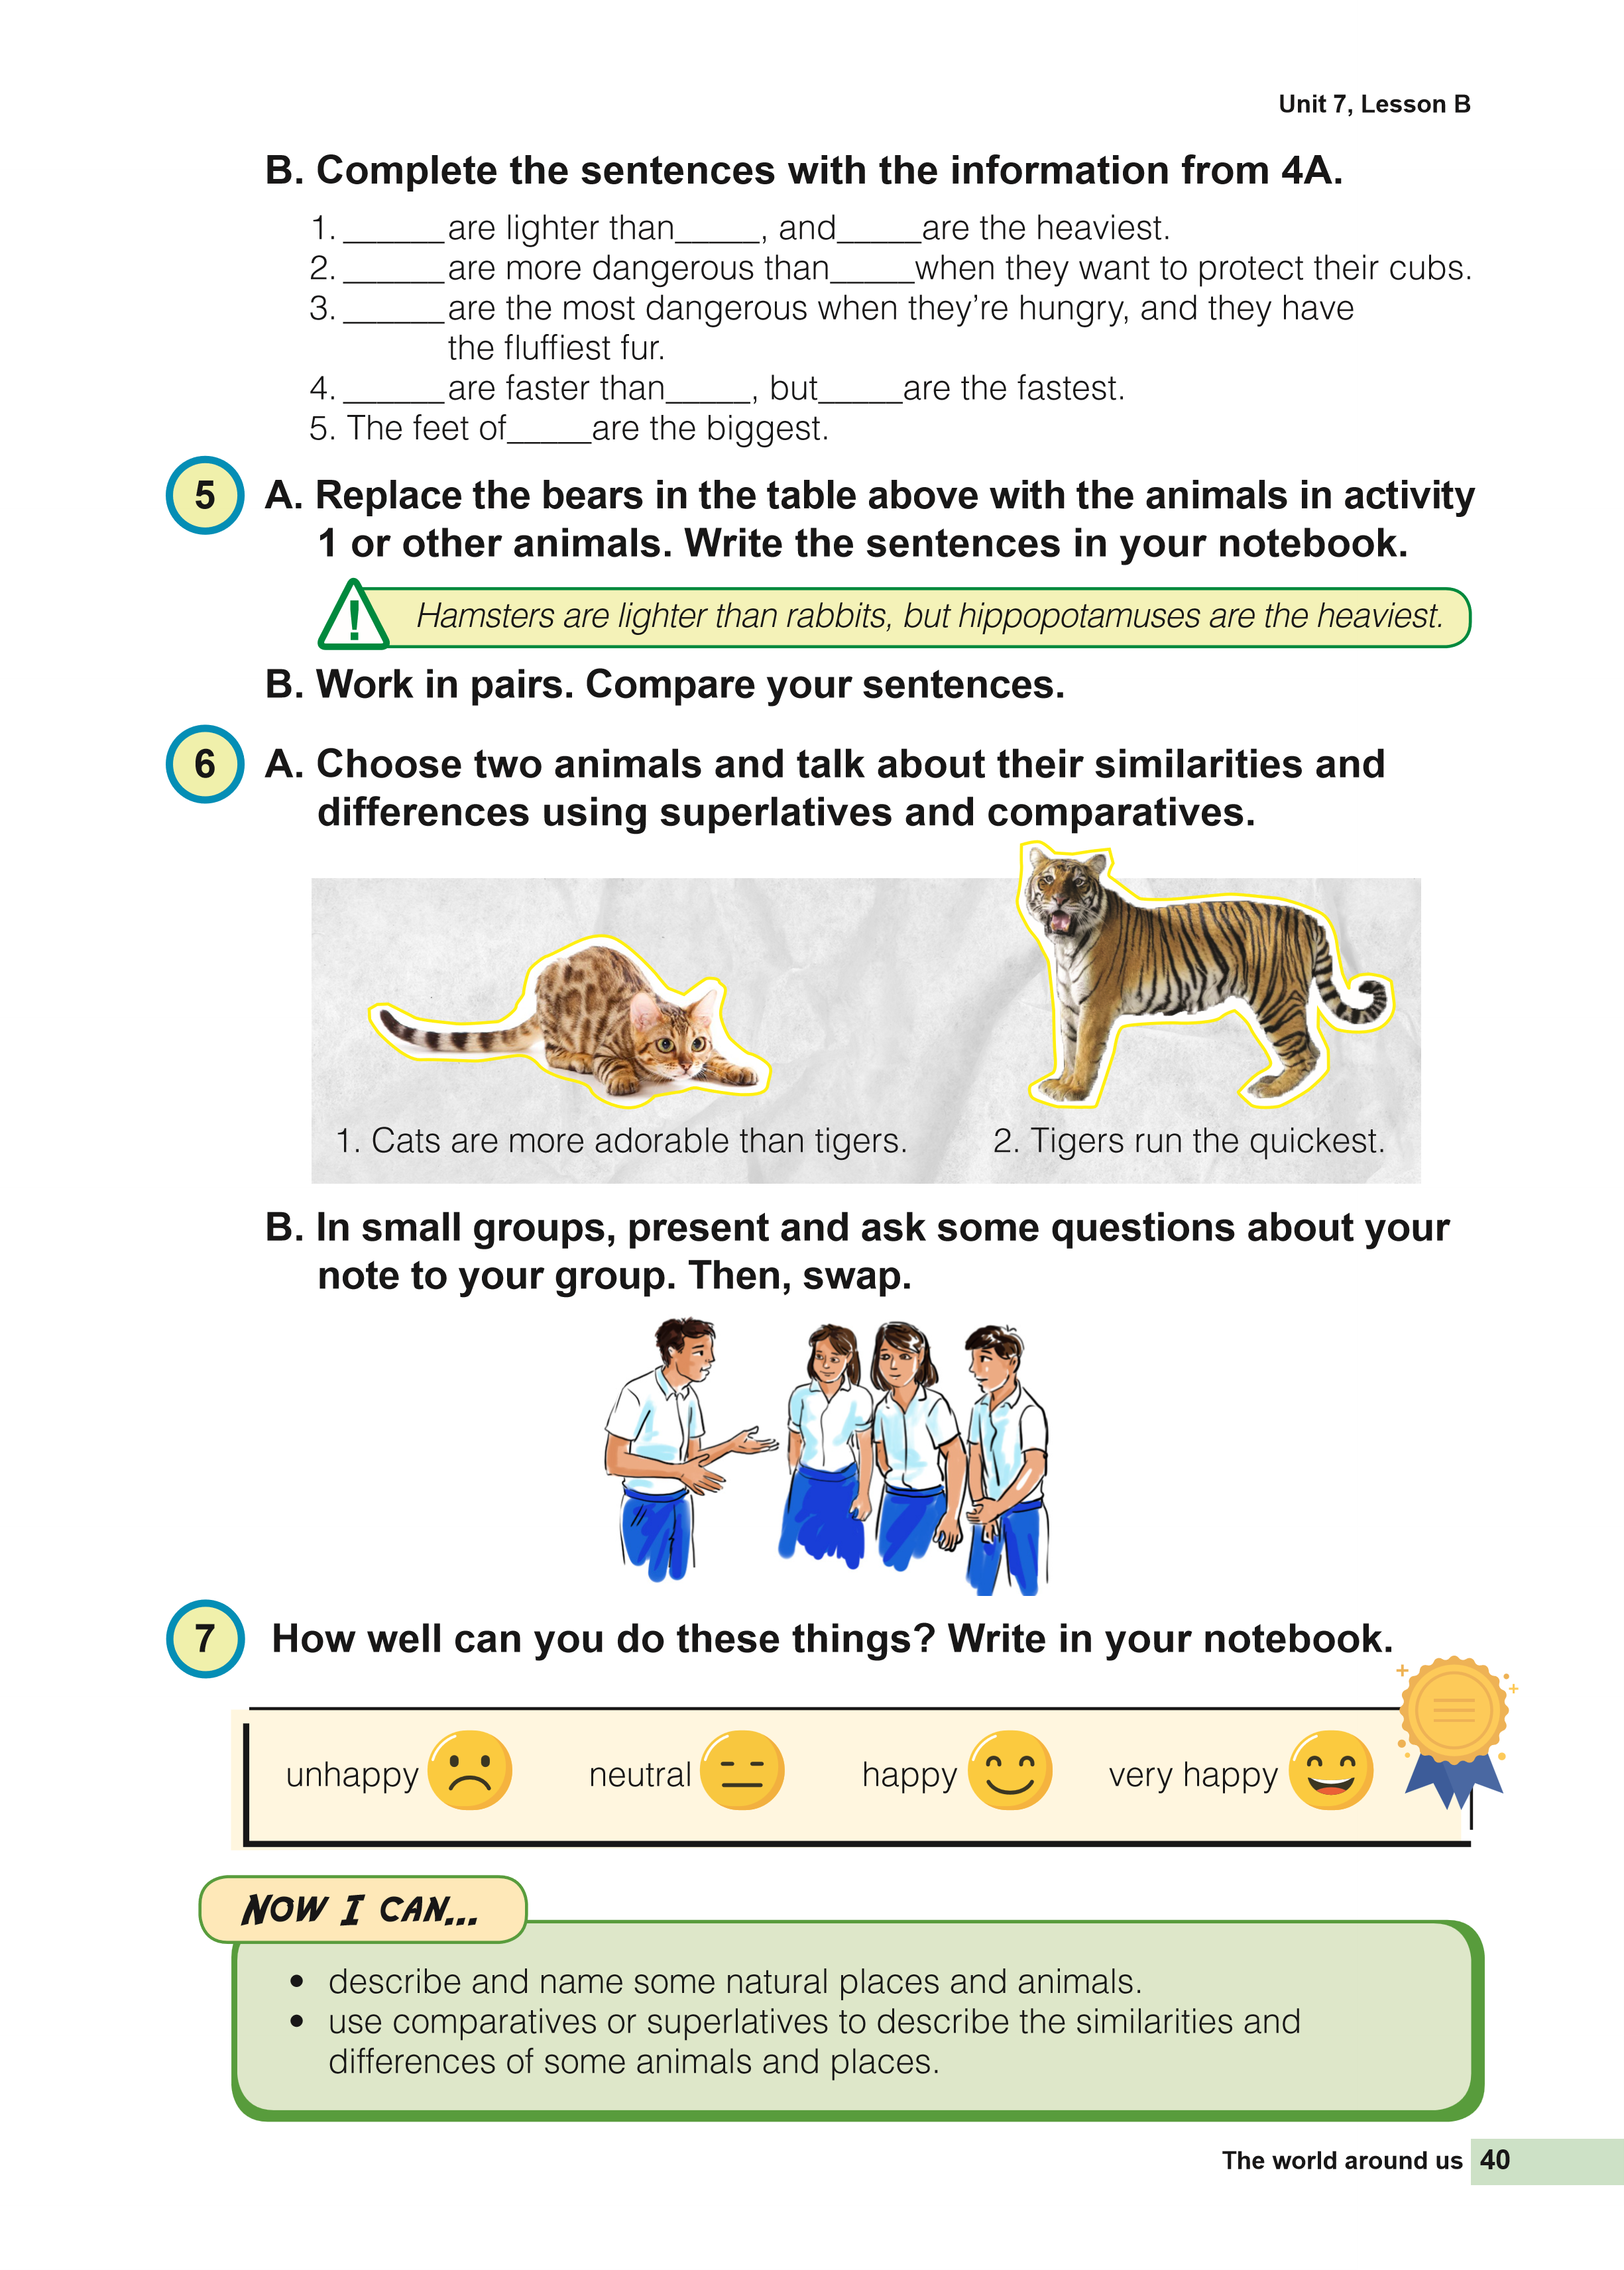 Unit 7, Lesson B
B. Complete the sentences with the information from 4A.
1. ______ are lighter than_____, and_____are the heaviest.
2. ______ are more dangerous than_____when they want to protect their cubs.
3. ______ are the most dangerous when they're hungry, and they have
the fluffiest fur.
4. ______ are faster than_____, but_____are the fastest.
5. The feet of_____are the biggest.
5 A. Replace the bears in the table above with the animals in activity
1 or other animals. Write the sentences in your notebook.
! Hamsters are lighter than rabbits, but hippopotamuses are the heaviest.
B. Work in pairs. Compare your sentences.
6 A. Choose two animals and talk about their similarities and
differences using superlatives and comparatives.
1. Cats are more adorable than tigers. 2. Tigers run the quickest.
B. In small groups, present and ask some questions about your
note to your group. Then, swap.
7 How well can you do these things? Write in your notebook.
unhappy neutral happy very happy
NOW I CAN...
• describe and name some natural places and animals.
• use comparatives or superlatives to describe the similarities and
differences of some animals and places.
The world around us 40